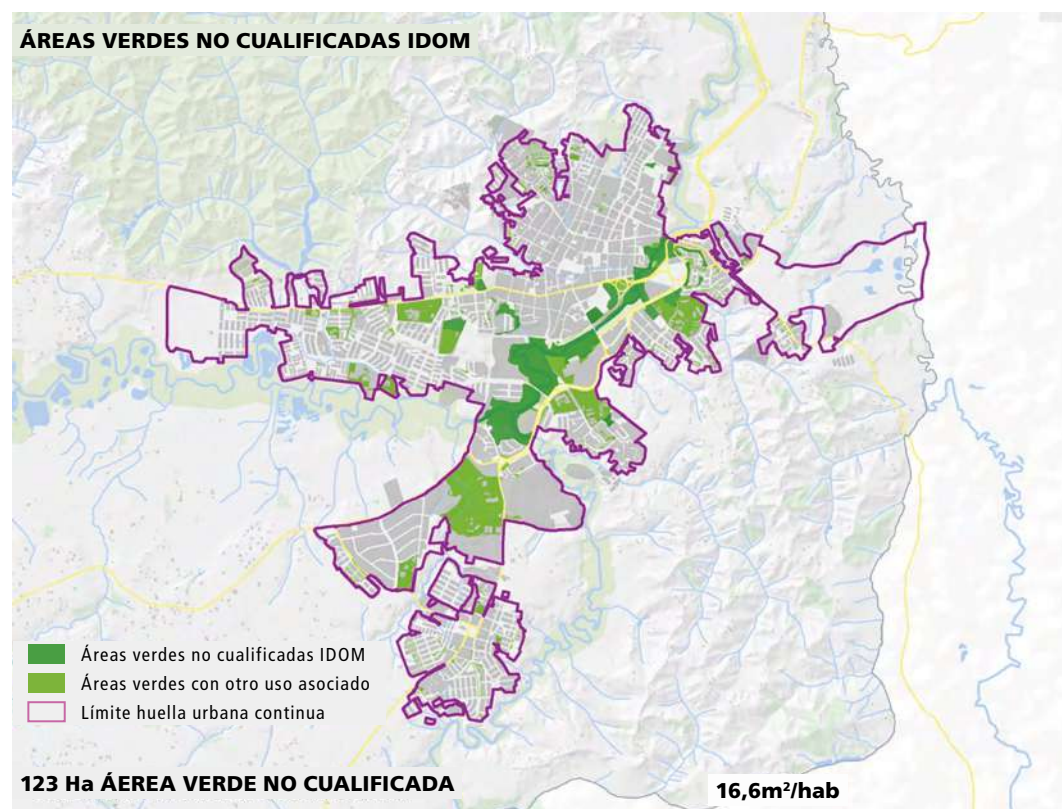 ÁREAS VERDES NO CUALIFICADAS IDOM
Áreas verdes no cualificadas IDOM
Áreas verdes con otro uso asociado
Límite huella urbana continua
123 Ha ÁEREA VERDE NO CUALIFICADA
16,6m²/hab